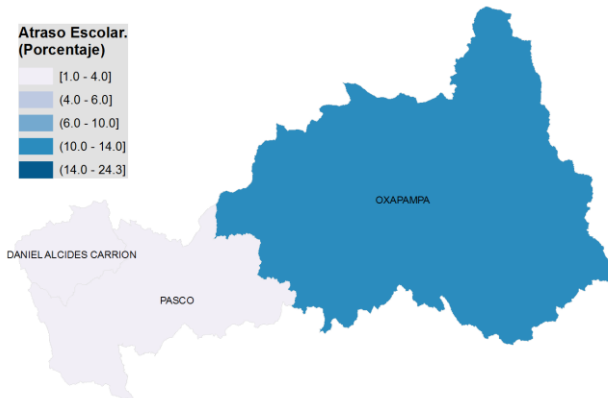 Atraso Escolar.
(Porcentaje)
[1.0 - 4.0]
(4.0 - 6.0]
(6.0 - 10.0]
(10.0 - 14.0]
(14.0 - 24.3]
OXAPAMPA
DANIEL ALCIDES CARRION
PASCO